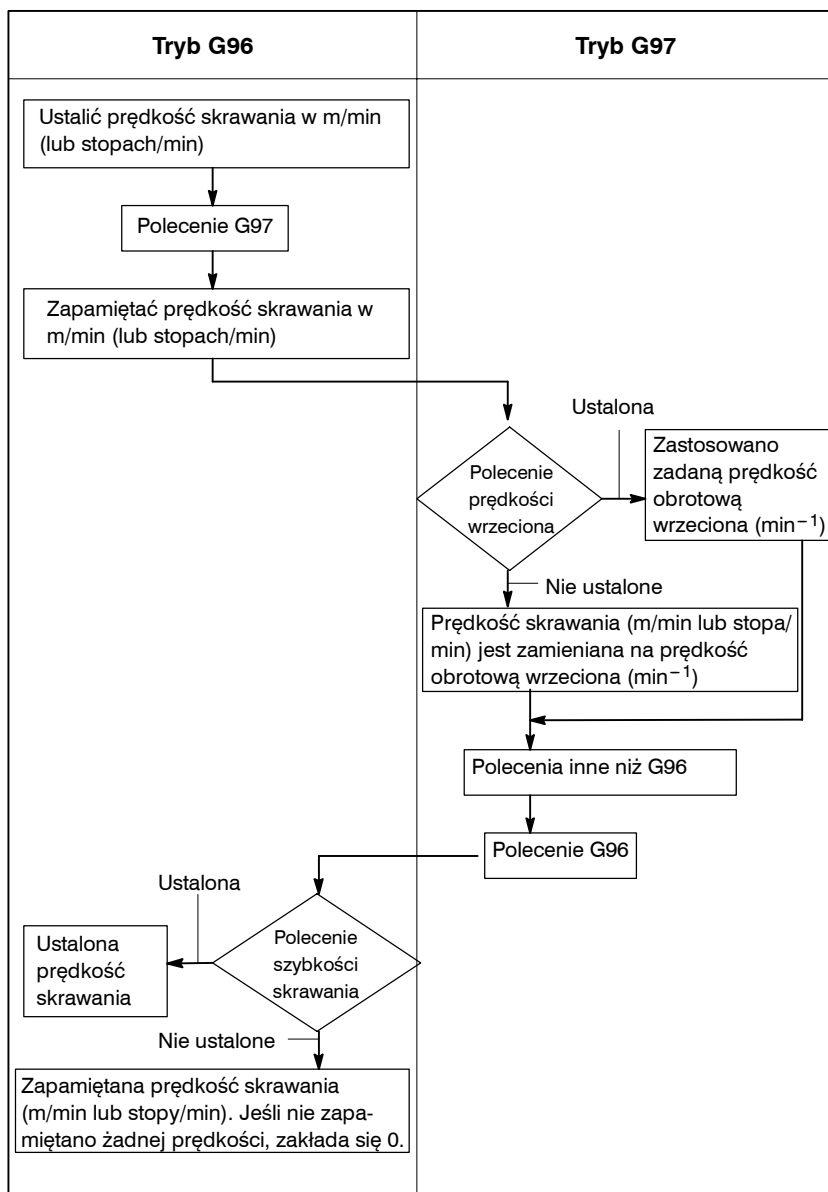 Tryb G96
Tryb G97
Ustalić prędkość skrawania w m/min
(lub stopach/min)
Polecenie G97
Zapamiętać prędkość skrawania w
m/min (lub stopach/min)
Ustalona
Polecenie
prędkości
wrzeciona
Zastosowano
zadaną prędkość
obrotową
wrzeciona (min⁻¹)
Nie ustalone
Prędkość skrawania (m/min lub stopa/
min) jest zamieniana na prędkość
obrotową wrzeciona (min⁻¹)
Polecenia inne niż G96
Polecenie G96
Ustalona
Polecenie
szybkości
skrawania
Ustalona
prędkość
skrawania
Nie ustalone
Zapamiętana prędkość skrawania
(m/min lub stopy/min). Jeśli nie zapa-
miętano żadnej prędkości, zakłada się 0.